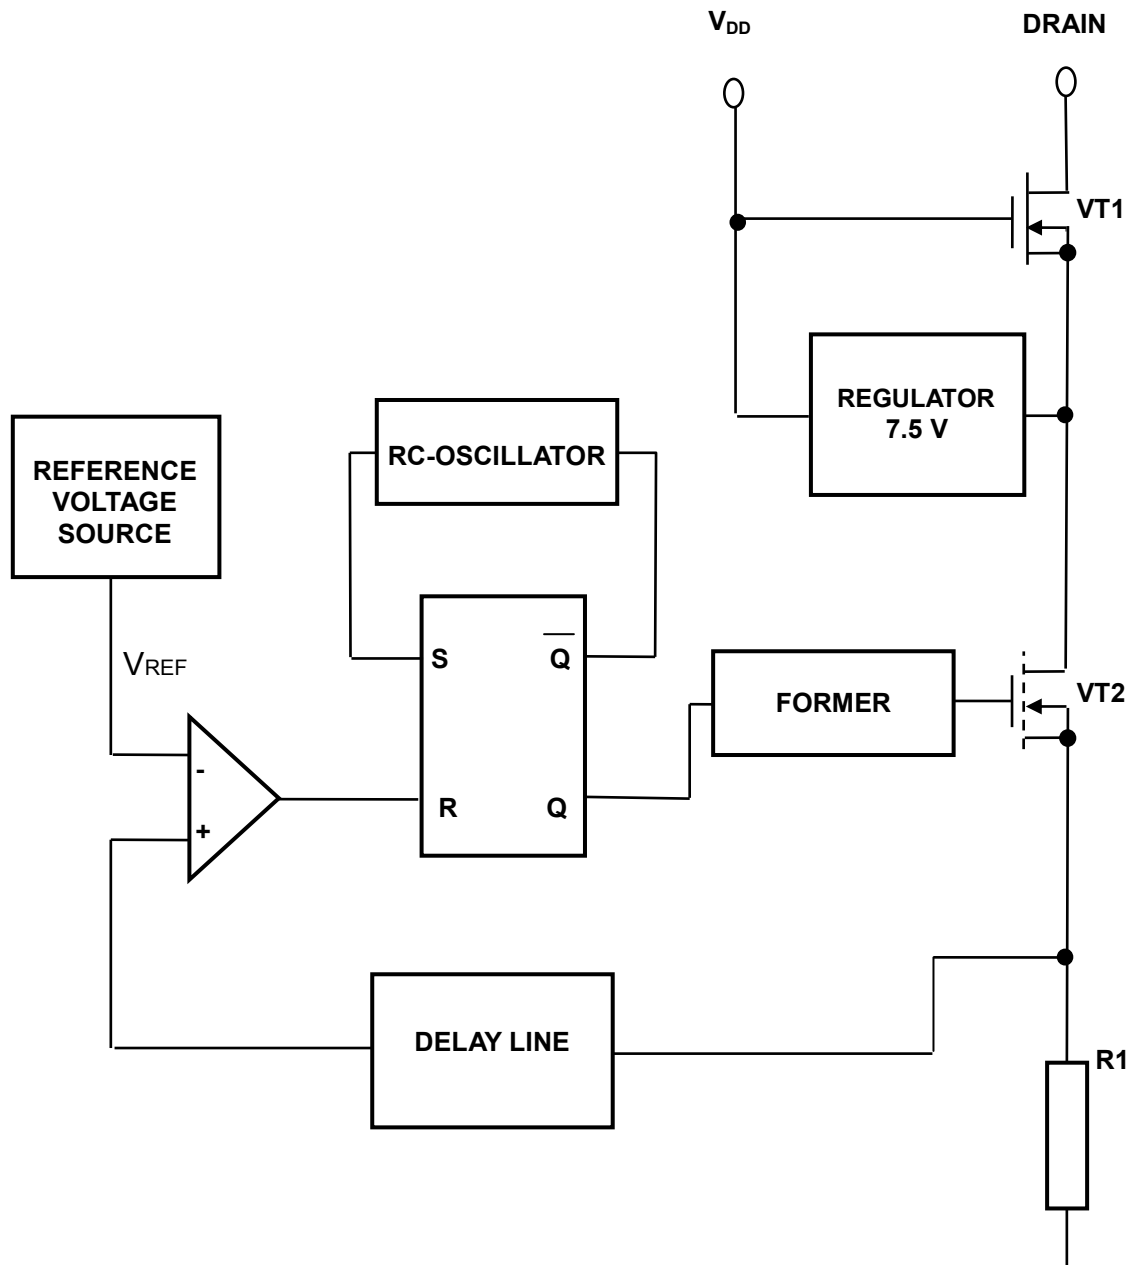 VDD
DRAIN
VT1
REGULATOR
7.5 V
RC-OSCILLATOR
REFERENCE
VOLTAGE
SOURCE
VREF
S
Q
FORMER
VT2
-
+
R
Q
DELAY LINE
R1